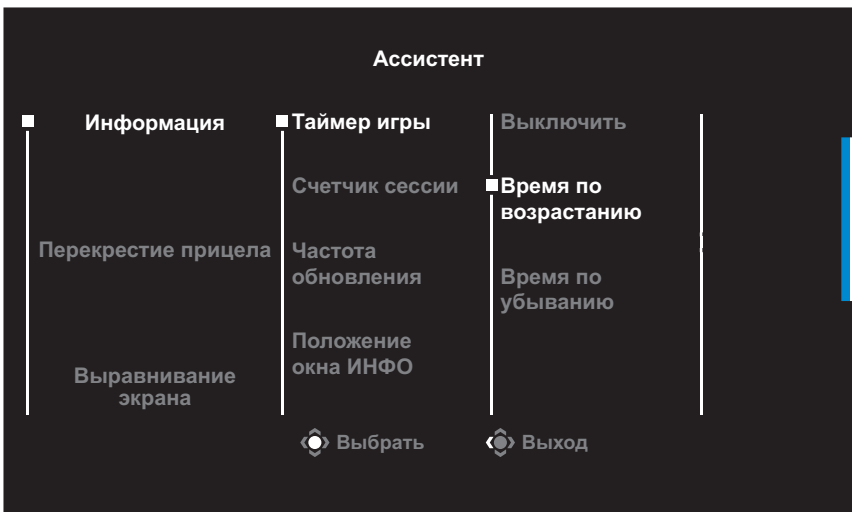 Ассистент
Информация
Перекрестие прицела
Выравнивание
экрана
Таймер игры
Счетчик сессии
Частота
обновления
Положение
окна ИНФО
Выключить
Время по
возрастанию
Время по
убыванию
Выбрать
Выход